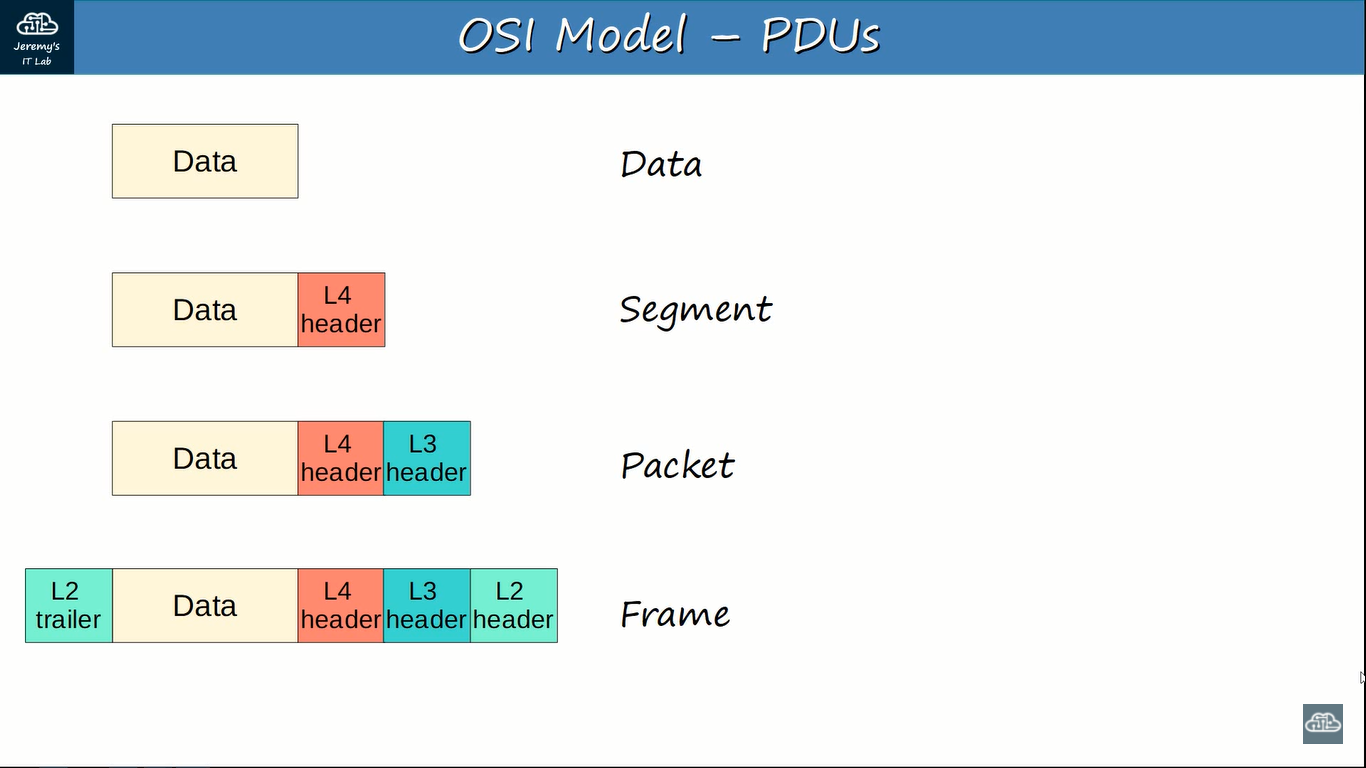 Jeremy's
IT Lab
OSI Model – PDUs
Data
Data
Data
L4
header
Segment
Data
L4
header
L3
header
Packet
L2
trailer
Data
L4
header
L3
header
L2
header
Frame